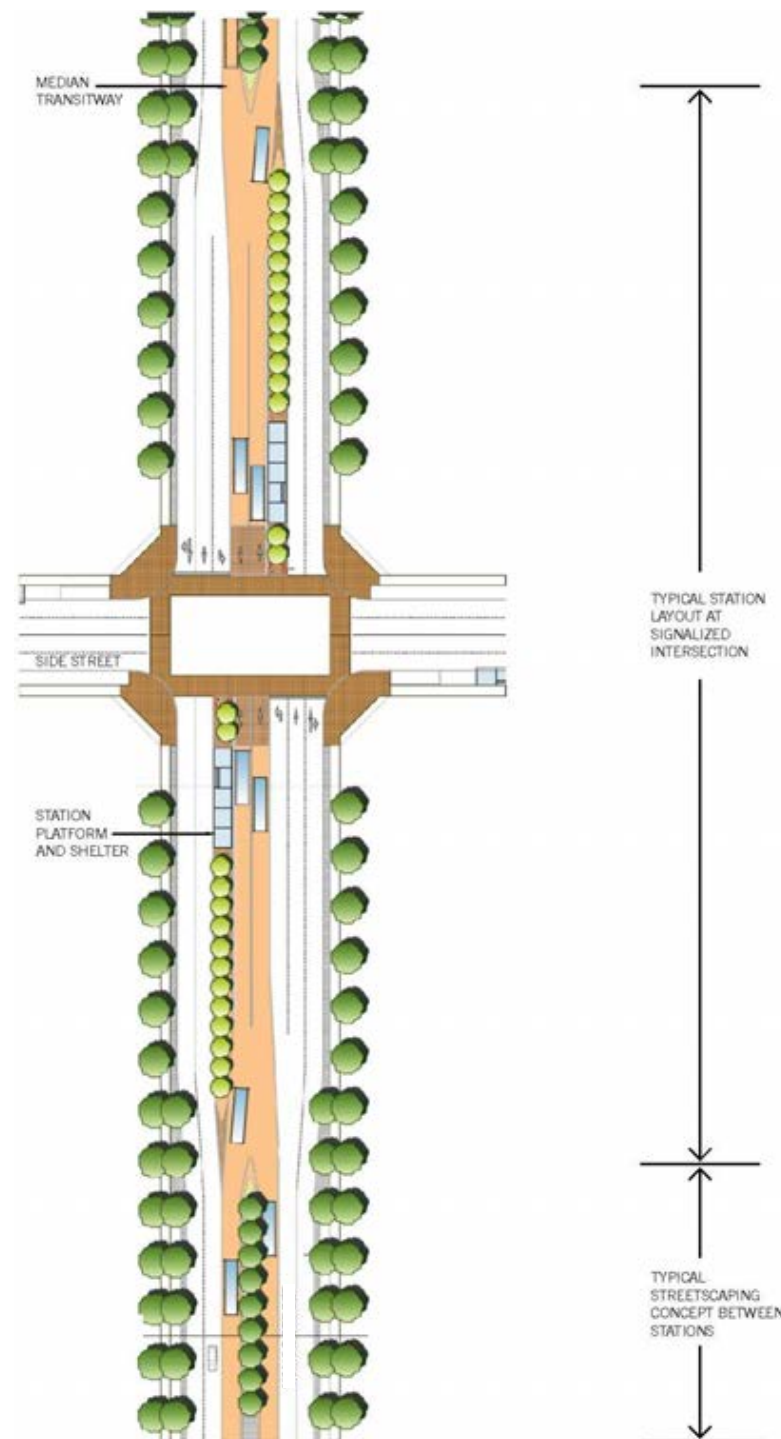 MEDIAN
TRANSITWAY
TYPICAL STATION
LAYOUT AT
SIGNALIZED
INTERSECTION
SIDE STREET
STATION
PLATFORM
AND SHELTER
TYPICAL
STREETSCAPING
CONCEPT BETWEEN
STATIONS